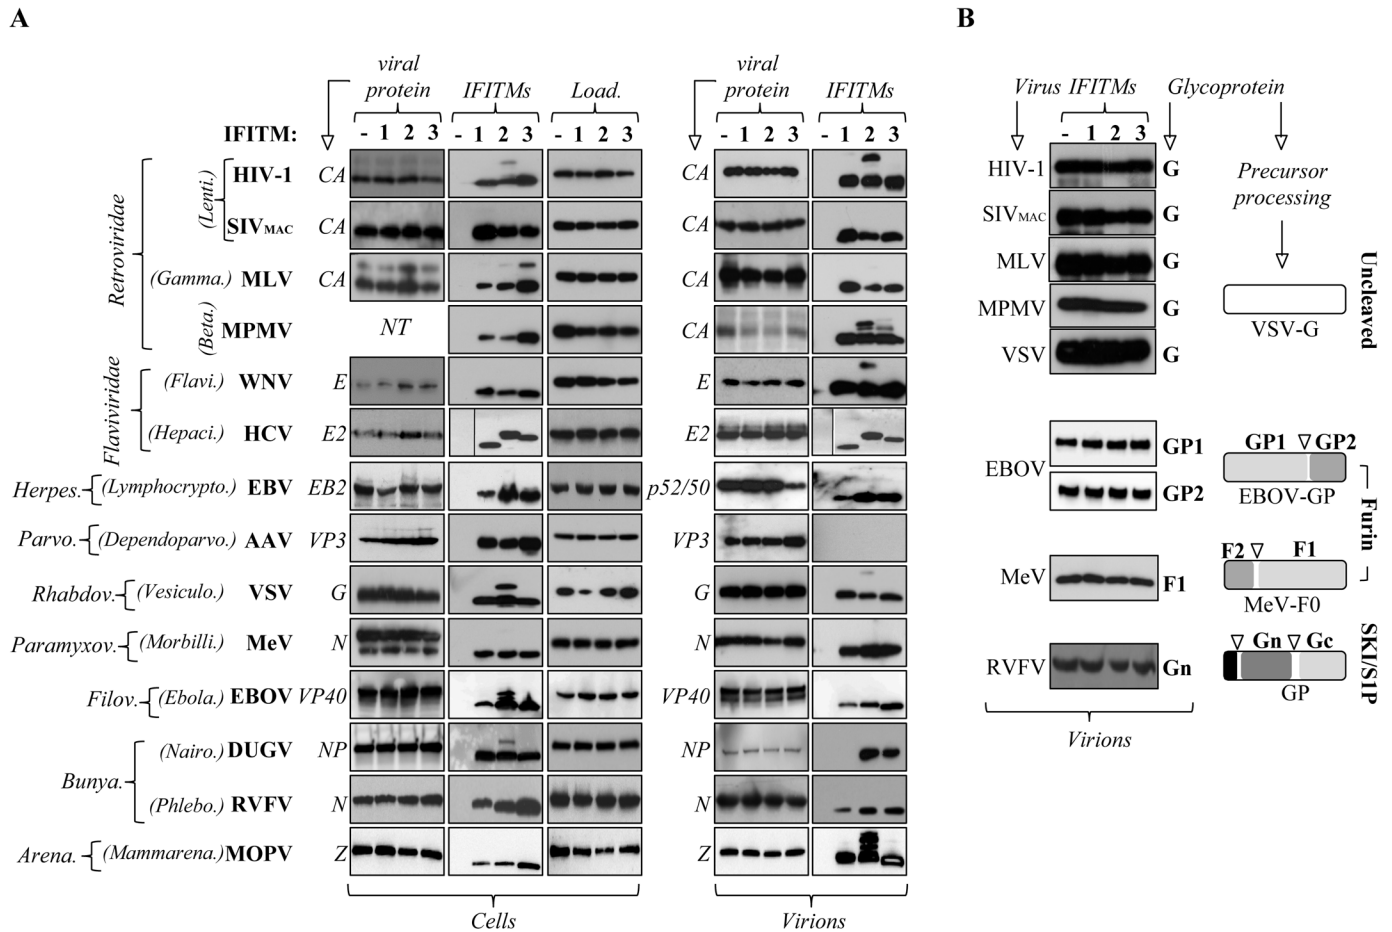 A
viral protein
IFITMs
Load.
viral protein
IFITMs
IFITM:
- 1 2 3
- 1 2 3
- 1 2 3
- 1 2 3
- 1 2 3
Retroviridae
(Lenti.)
HIV-1 CA CA
SIVMAC CA CA
(Gamma.) MLV CA CA
(Beta.) MPMV NT CA
Flaviviridae
(Flavi.) WNV E E
(Hepaci.) HCV E2 E2
Herpes. (Lymphocrypto.) EBV EB2 p52/50
Parvo. (Dependoparvo.) AAV VP3 VP3
Rhabdov. (Vesiculo.) VSV G G
Paramyxov. (Morbilli.) MeV N N
Filov. (Ebola.) EBOV VP40 VP40
Bunya.
(Nairo.) DUGV NP NP
(Phlebo.) RVFV N N
Arena. (Mammarena.) MOPV Z Z
Cells
Virions
B
Virus IFITMs Glycoprotein
- 1 2 3
HIV-1 G
SIVMAC G
MLV G
MPMV G
VSV G
Precursor
processing
VSV-G
Uncleaved
EBOV GP1
GP2
GP1 GP2
EBOV-GP
Furin
MeV F1
F2 F1
MeV-F0
RVFV Gn
Gn Gc
GP
SKI/S1P
Virions